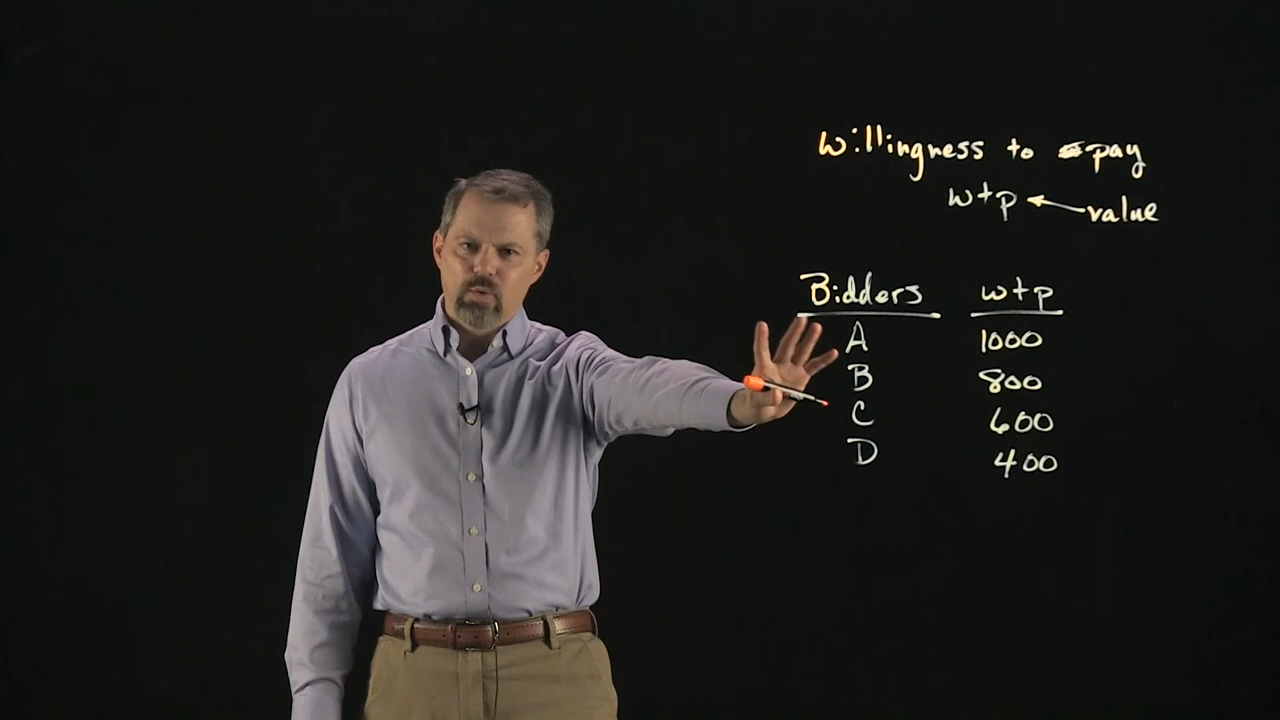 Willingness to pay
wtp ← value
Bidders wtp
A 1000
B 800
C 600
D 400